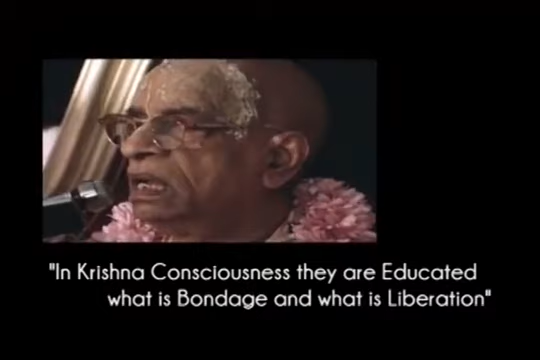 "In Krishna Consciousness they are Educated
what is Bondage and what is Liberation"